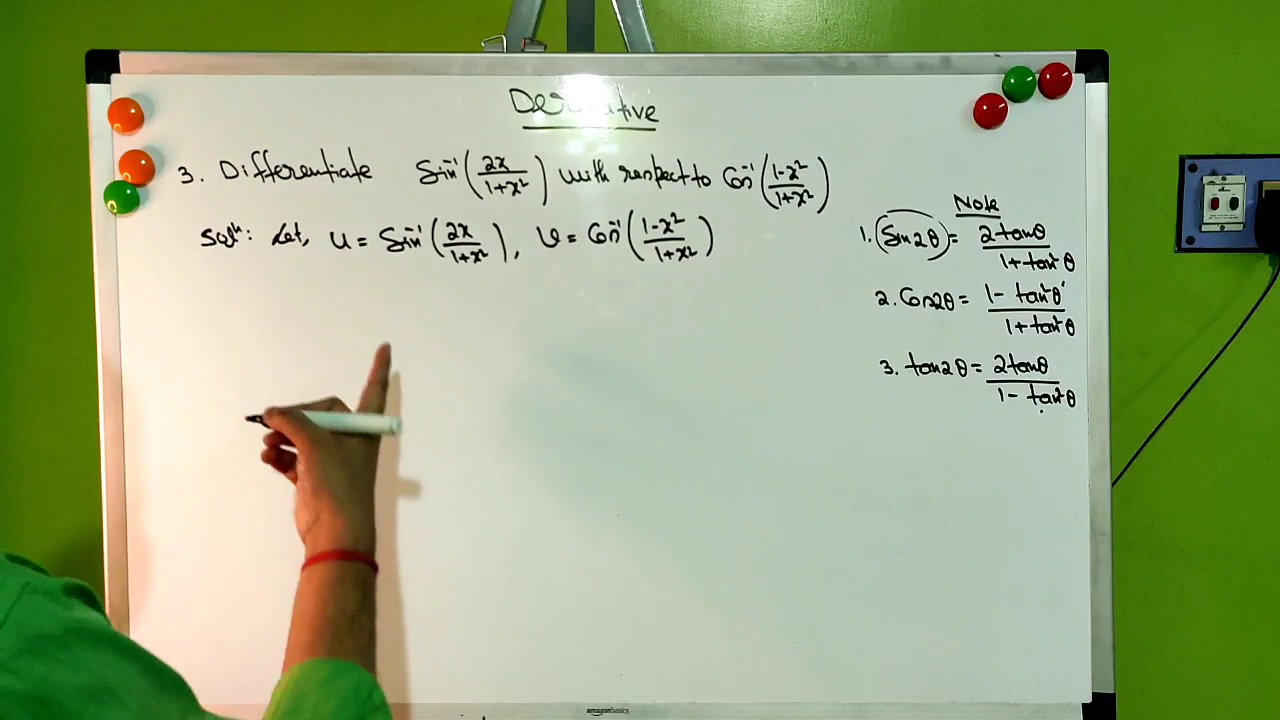 Derivative
3. Differentiate Sin⁻¹(2x/1+x²) with respect to Cos⁻¹(1-x²/1+x²)
Solⁿ: Let, u = Sin⁻¹(2x/1+x²), v = Cos⁻¹(1-x²/1+x²)
Note
1. (Sin2θ) = 2tanθ/1+tan²θ
2. Cos2θ = 1-tan²θ/1+tan²θ
3. tan2θ = 2tanθ/1-tan²θ
amazonbasics